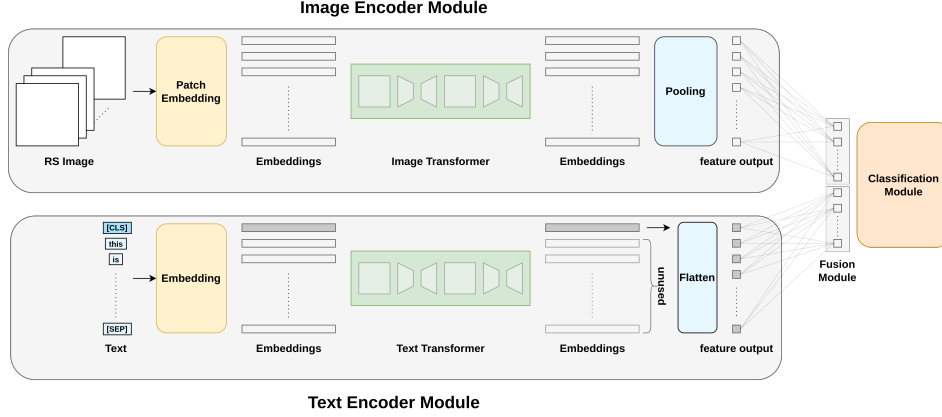 Image Encoder Module
Patch
Embedding
Pooling
RS Image
Embeddings
Image Transformer
Embeddings
feature output
Classification
Module
[CLS]
this
is
Embedding
unused
Flatten
Fusion
Module
[SEP]
Text
Embeddings
Text Transformer
Embeddings
feature output
Text Encoder Module